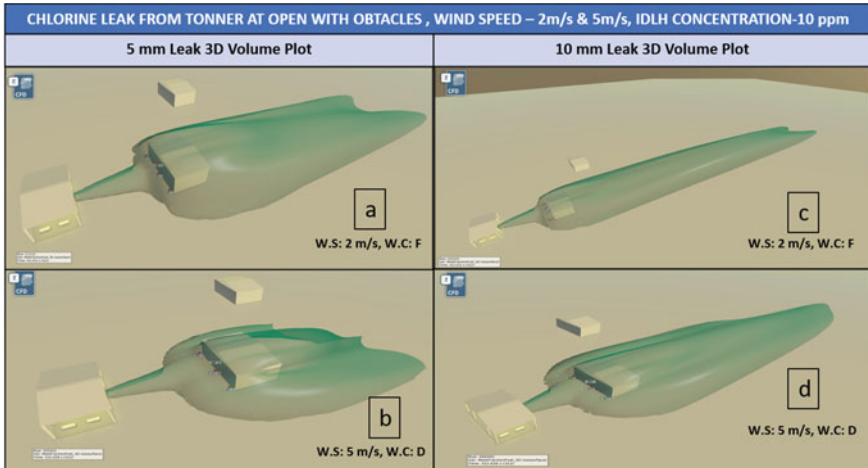 CHLORINE LEAK FROM TONNER AT OPEN WITH OBTACLES , WIND SPEED – 2m/s & 5m/s, IDLH CONCENTRATION-10 ppm
5 mm Leak 3D Volume Plot
10 mm Leak 3D Volume Plot
CFD
a
W.S: 2 m/s, W.C: F
CFD
c
W.S: 2 m/s, W.C: F
CFD
b
W.S: 5 m/s, W.C: D
CFD
d
W.S: 5 m/s, W.C: D